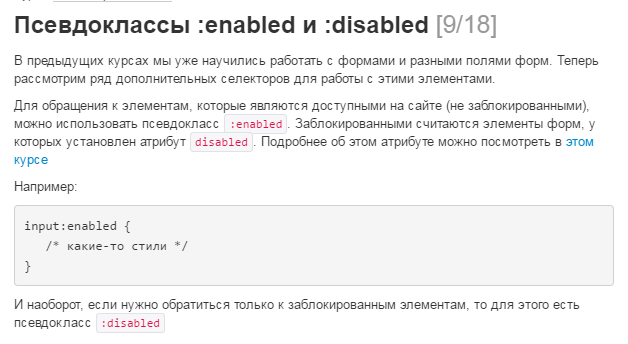 Псевдоклассы :enabled и :disabled [9/18]
В предыдущих курсах мы уже научились работать с формами и разными полями форм. Теперь
рассмотрим ряд дополнительных селекторов для работы с этими элементами.
Для обращения к элементам, которые являются доступными на сайте (не заблокированными),
можно использовать псевдокласс :enabled. Заблокированными считаются элементы форм, у
которых установлен атрибут disabled. Подробнее об этом атрибуте можно посмотреть в этом
курсе
Например:
input:enabled {
/* какие-то стили */
}
И наоборот, если нужно обратиться только к заблокированным элементам, то для этого есть
псевдокласс :disabled